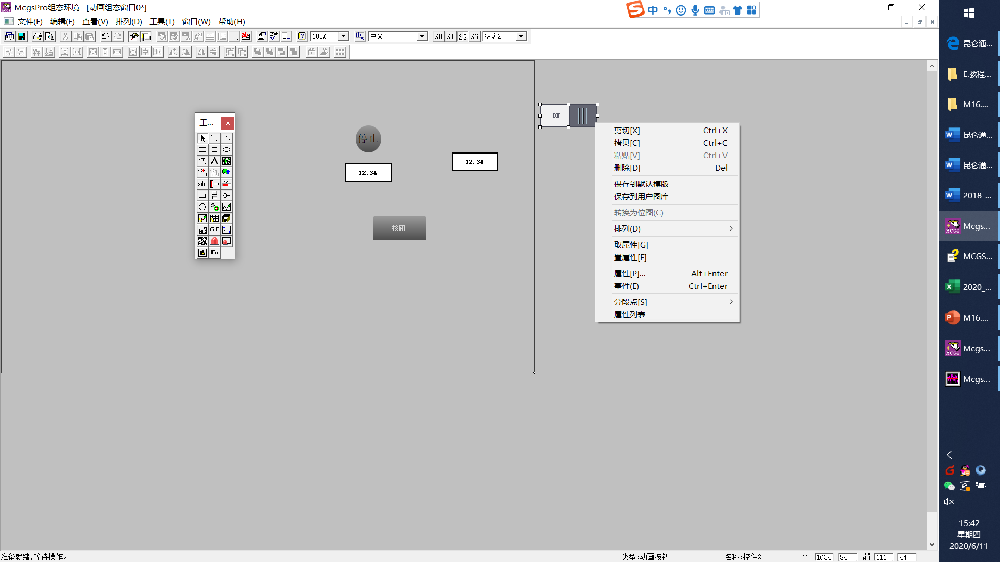 McgsPro组态环境 - [动画组态窗口0*]
文件(F) 编辑(E) 查看(V) 排列(D) 工具(T) 窗口(W) 帮助(H)
100% 中文 S0 S1 S2 S3 状态2
工...
ab|
GIF
Fn
停止
12.34
12.34
按钮
ON
剪切[X] Ctrl+X
拷贝[C] Ctrl+C
粘贴[V] Ctrl+V
删除[D] Del
保存到默认模版
保存到用户图库
转换为位图(C)
排列(D)
取属性[G]
置属性[E]
属性[P]... Alt+Enter
事件(E) Ctrl+Enter
分段点[S]
属性列表
中
昆仑通...
E.教程...
M16....
昆仑通...
昆仑通...
2018_...
Mcgs...
MCGS...
2020_...
M16....
Mcgs...
Mcgs...
15:42
星期四
2020/6/11
准备就绪,等待操作。 类型:动画按钮 名称:控件2 1034 84 111 44